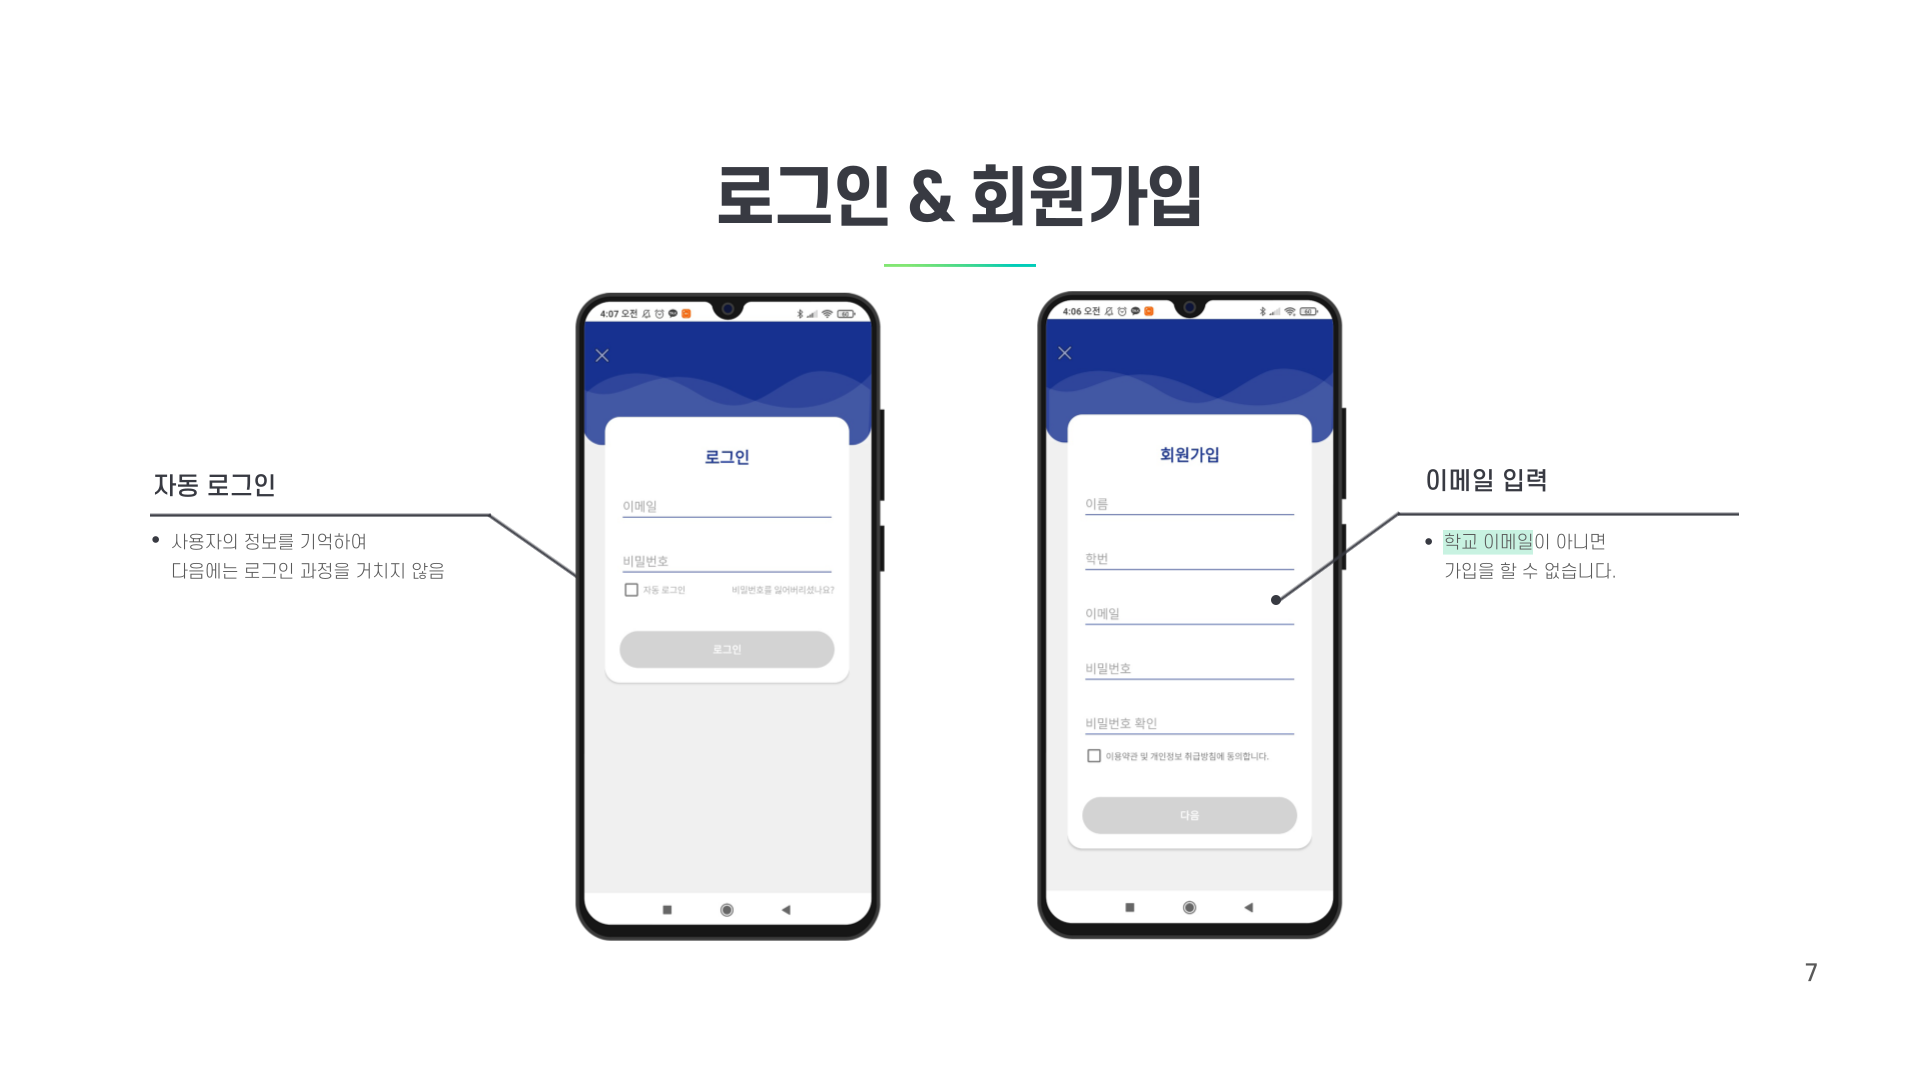 로그인 & 회원가입
자동 로그인
사용자의 정보를 기억하여
다음에는 로그인 과정을 거치지 않음
4:07 오전
60
로그인
이메일
비밀번호
자동 로그인
비밀번호를 잃어버리셨나요?
로그인
4:06 오전
60
회원가입
이름
학번
이메일
비밀번호
비밀번호 확인
이용약관 및 개인정보 취급방침에 동의합니다.
다음
이메일 입력
학교 이메일이 아니면
가입을 할 수 없습니다.
7